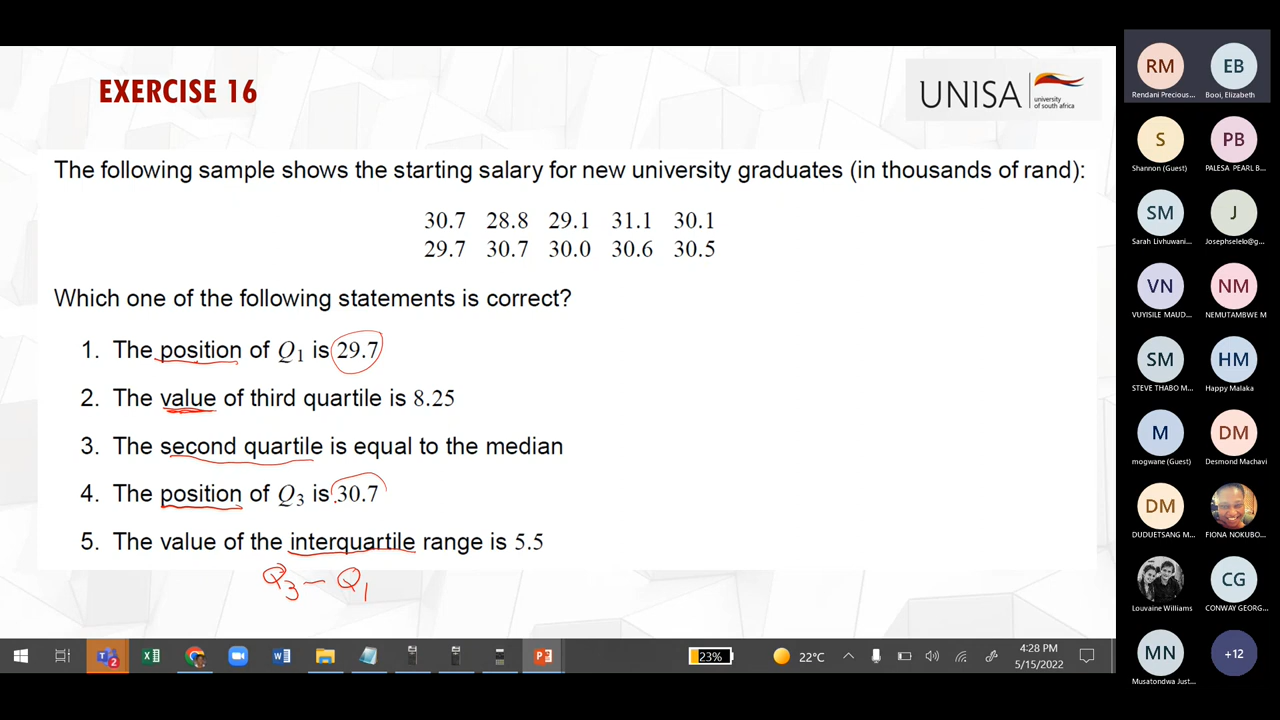 EXERCISE 16
UNISA university of south africa
The following sample shows the starting salary for new university graduates (in thousands of rand):
30.7 28.8 29.1 31.1 30.1
29.7 30.7 30.0 30.6 30.5
Which one of the following statements is correct?
1. The position of Q1 is 29.7
2. The value of third quartile is 8.25
3. The second quartile is equal to the median
4. The position of Q3 is 30.7
5. The value of the interquartile range is 5.5
Q3 – Q1
RM EB
Rendani Precious... Booi, Elizabeth
S PB
Shannon (Guest) PALESA PEARL B...
SM J
Sarah Livhuwani... Josephselelo@g...
VN NM
VUYISILE MAUD... NEMUTAMBWE M
SM HM
STEVE THABO M... Happy Malaka
M DM
mogwane (Guest) Desmond Machavi
DM
DUDUETSANG M... FIONA NOKUBO...
CG
Louvaine Williams CONWAY GEORG...
MN +12
Musatondwa Just...
2
23%
22°C
4:28 PM
5/15/2022